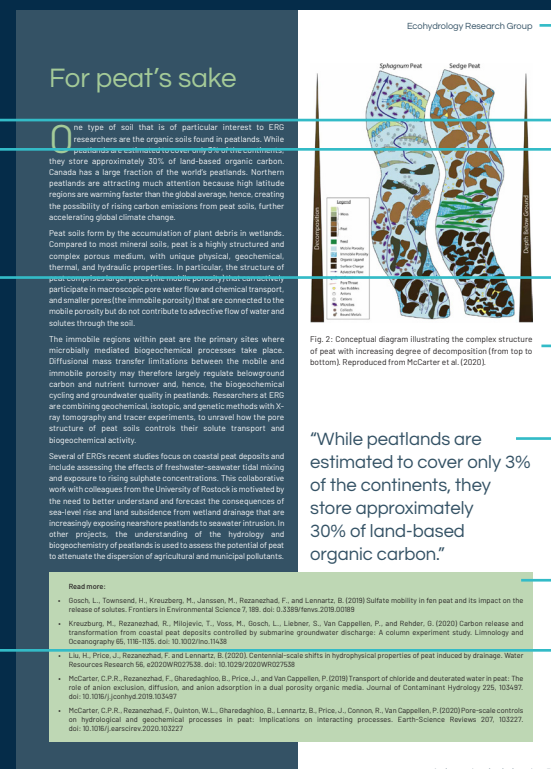 Ecohydrology Research Group
For peat's sake
One type of soil that is of particular interest to ERG
researchers are the organic soils found in peatlands. While
peatlands are estimated to cover only 3% of the continents,
they store approximately 30% of land-based organic carbon.
Canada has a large fraction of the world's peatlands. Northern
peatlands are attracting much attention because high latitude
regions are warming faster than the global average, hence, creating
the possibility of rising carbon emissions from peat soils, further
accelerating global climate change.
Peat soils form by the accumulation of plant debris in wetlands.
Compared to most mineral soils, peat is a highly structured and
complex porous medium, with unique physical, geochemical,
thermal, and hydraulic properties. In particular, the structure of
peat comprises larger pores (the mobile porosity) that actively
participate in macroscopic pore water flow and chemical transport,
and smaller pores (the immobile porosity) that are connected to the
mobile porosity but do not contribute to advective flow of water and
solutes through the soil.
The immobile regions within peat are the primary sites where
microbially mediated biogeochemical processes take place.
Diffusional mass transfer limitations between the mobile and
immobile porosity may therefore largely regulate belowground
carbon and nutrient turnover and, hence, the biogeochemical
cycling and groundwater quality in peatlands. Researchers at ERG
are combining geochemical, isotopic, and genetic methods with X-
ray tomography and tracer experiments, to unravel how the pore
structure of peat soils controls their solute transport and
biogeochemical activity.
Several of ERG's recent studies focus on coastal peat deposits and
include assessing the effects of freshwater-seawater tidal mixing
and exposure to rising sulphate concentrations. This collaborative
work with colleagues from the University of Rostock is motivated by
the need to better understand and forecast the consequences of
sea-level rise and land subsidence from wetland drainage that are
increasingly exposing nearshore peatlands to seawater intrusion. In
other projects, the understanding of the hydrology and
biogeochemistry of peatlands is used to assess the potential of peat
to attenuate the dispersion of agricultural and municipal pollutants.
Sphagnum Peat
Sedge Peat
Decomposition
Depth Below Ground
Legend
Moss
Peat
Mobile Porosity
Immobile Porosity
Organic Ligand
Surface Charge
Advective Flow
Pore Throat
Gas Bubbles
Anions
Cations
Microbes
Colloids
Fig. 2: Conceptual diagram illustrating the complex structure
of peat with increasing degree of decomposition (from top to
bottom). Reproduced from McCarter et al. (2020).
"While peatlands are
estimated to cover only 3%
of the continents, they
store approximately
30% of land-based
organic carbon."
Read more:
• Gosch, L., Townsend, H., Kreuzburg, M., Janssen, M., Rezanezhad, F., and Lennartz, B. (2019) Sulfate mobility in fen peat and its impact on the
release of solutes. Frontiers in Environmental Science 7, 189. doi: 0.3389/fenvs.2019.00189
• Kreuzburg, M., Rezanezhad, R., Milojevic, T., Voss, M., Gosch, L., Liebner, S., Van Cappellen, P., and Rehder, G. (2020) Carbon release and
transformation from coastal peat deposits controlled by submarine groundwater discharge: A column experiment study. Limnology and
Oceanography 65, 1116-1135. doi: 10.1002/lno.11438
• Liu, H., Price, J., Rezanezhad, F. and Lennartz, B. (2020). Centennial-scale shifts in hydrophysical properties of peat induced by drainage. Water
Resources Research 56, e2020WR027538. doi: 10.1029/2020WR027538
• McCarter, C.P.R., Rezanezhad, F., Gharedaghloo, B., Price, J., and Van Cappellen, P. (2019) Transport of chloride and deuterated water in peat: The
role of anion exclusion, diffusion, and anion adsorption in a dual porosity organic media. Journal of Contaminant Hydrology 225, 103497.
doi: 10.1016/j.jconhyd.2019.103497
• McCarter, C.P.R., Rezanezhad, F., Quinton, W.L., Gharedaghloo, B., Lennartz, B., Price, J., Connon, R., Van Cappellen, P. (2020) Pore-scale controls
on hydrological and geochemical processes in peat: Implications on interacting processes. Earth-Science Reviews 207, 103227.
doi: 10.1016/j.earscirev.2020.103227